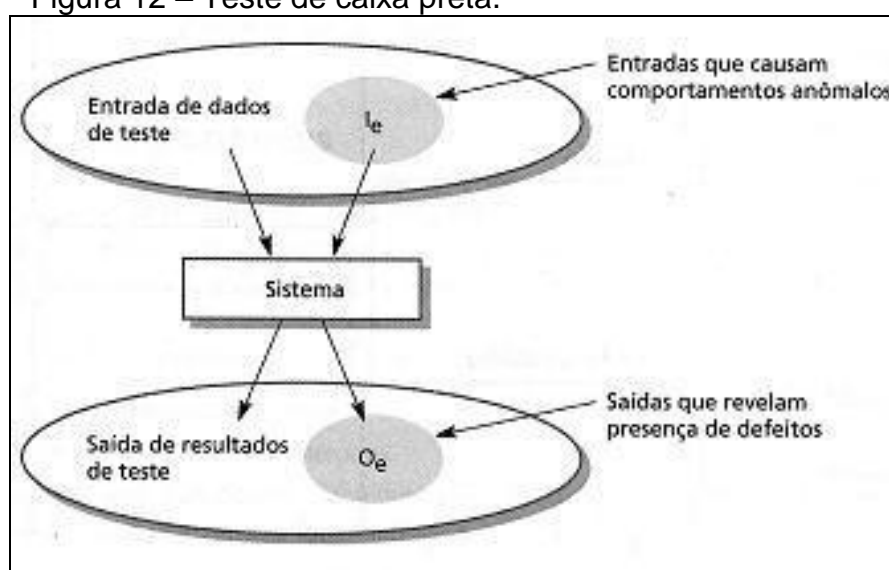 Figura 12 – Teste de caixa preta.
Entradas que causam
comportamentos anômalos
Entrada de dados
de teste
Ie
Sistema
Saídas que revelam
presença de defeitos
Saída de resultados
de teste
Oe